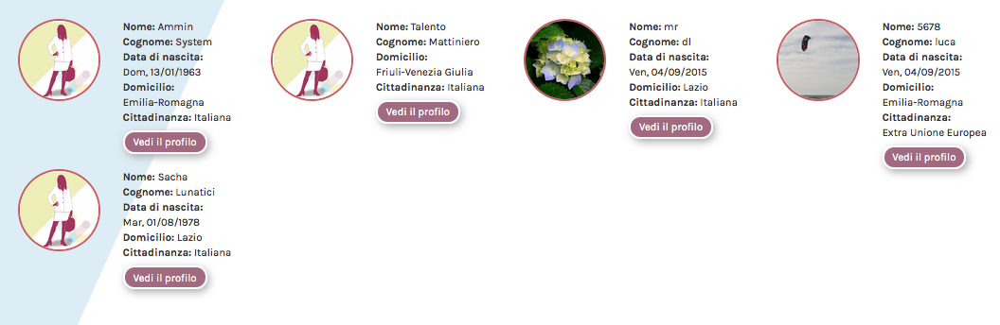 Nome: Ammin
Cognome: System
Data di nascita:
Dom, 13/01/1963
Domicilio:
Emilia-Romagna
Cittadinanza: Italiana
Vedi il profilo
Nome: Talento
Cognome: Mattiniero
Domicilio:
Friuli-Venezia Giulia
Cittadinanza: Italiana
Vedi il profilo
Nome: mr
Cognome: dl
Data di nascita:
Ven, 04/09/2015
Domicilio: Lazio
Cittadinanza: Italiana
Vedi il profilo
Nome: 5678
Cognome: luca
Data di nascita:
Ven, 04/09/2015
Domicilio:
Emilia-Romagna
Cittadinanza:
Extra Unione Europea
Vedi il profilo
Nome: Sacha
Cognome: Lunatici
Data di nascita:
Mar, 01/08/1978
Domicilio: Lazio
Cittadinanza: Italiana
Vedi il profilo